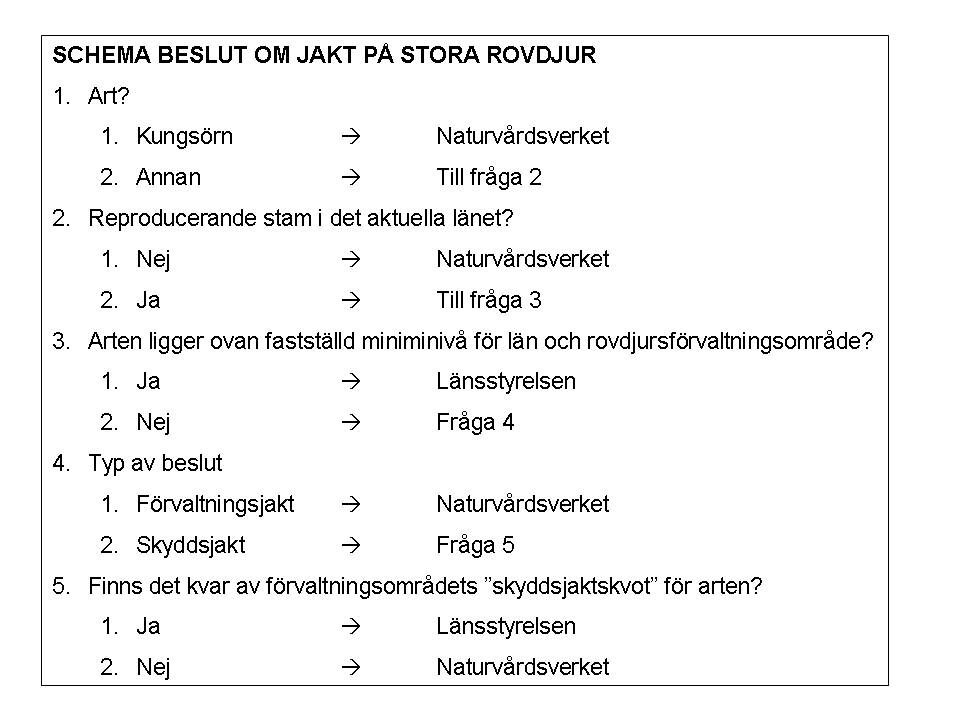 SCHEMA BESLUT OM JAKT PÅ STORA ROVDJUR
1. Art?
1. Kungsörn → Naturvårdsverket
2. Annan → Till fråga 2
2. Reproducerande stam i det aktuella länet?
1. Nej → Naturvårdsverket
2. Ja → Till fråga 3
3. Arten ligger ovan fastställd miniminivå för län och rovdjursförvaltningsområde?
1. Ja → Länsstyrelsen
2. Nej → Fråga 4
4. Typ av beslut
1. Förvaltningsjakt → Naturvårdsverket
2. Skyddsjakt → Fråga 5
5. Finns det kvar av förvaltningsområdets ”skyddsjaktskvot” för arten?
1. Ja → Länsstyrelsen
2. Nej → Naturvårdsverket